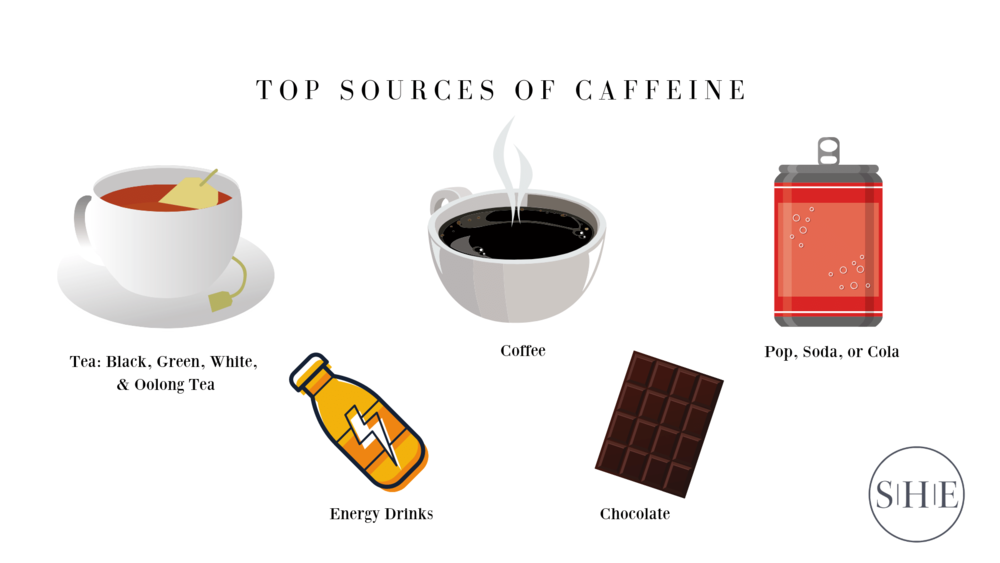 TOP SOURCES OF CAFFEINE
Tea: Black, Green, White,
& Oolong Tea
Coffee
Pop, Soda, or Cola
Energy Drinks
Chocolate
S|H|E